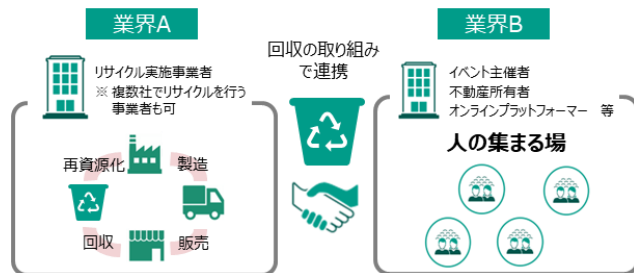 業界A
リサイクル実施事業者
※ 複数社でリサイクルを行う
事業者も可
再資源化
製造
回収
販売
回収の取り組み
で連携
業界B
イベント主催者
不動産所有者
オンラインプラットフォーマー 等
人の集まる場